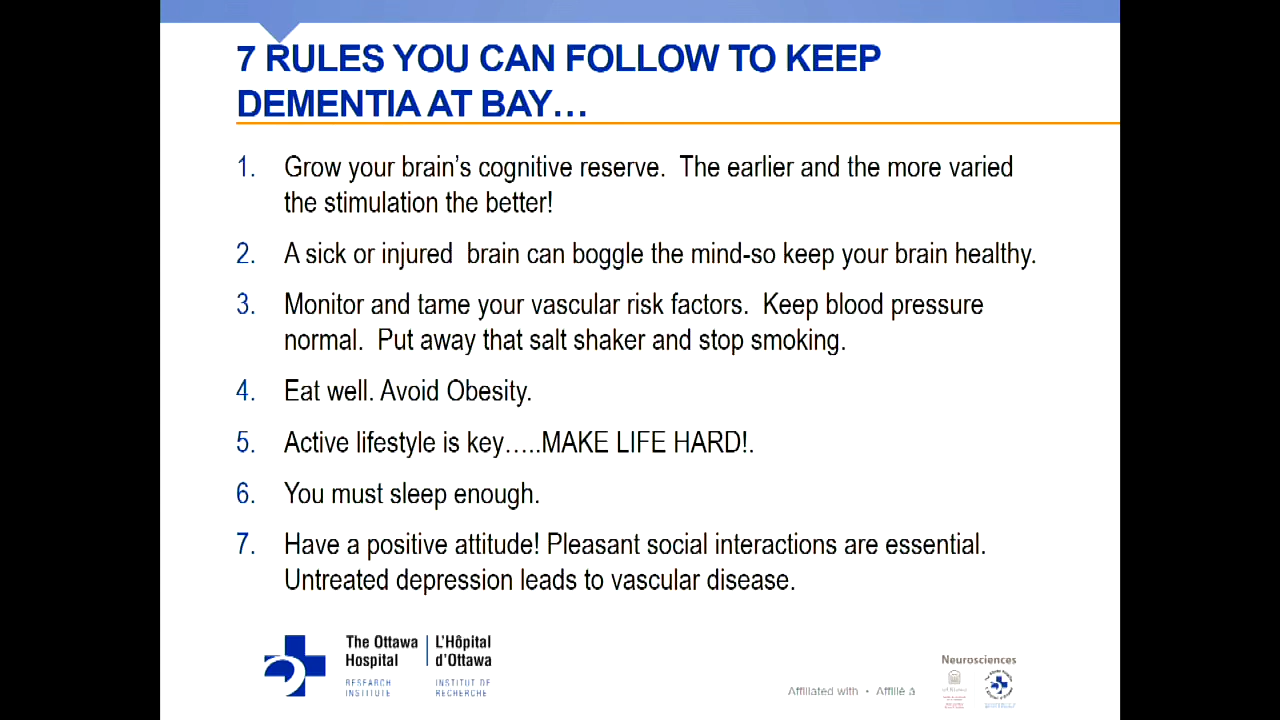 7 RULES YOU CAN FOLLOW TO KEEP
DEMENTIA AT BAY…
1. Grow your brain’s cognitive reserve. The earlier and the more varied
the stimulation the better!
2. A sick or injured brain can boggle the mind-so keep your brain healthy.
3. Monitor and tame your vascular risk factors. Keep blood pressure
normal. Put away that salt shaker and stop smoking.
4. Eat well. Avoid Obesity.
5. Active lifestyle is key…..MAKE LIFE HARD!.
6. You must sleep enough.
7. Have a positive attitude! Pleasant social interactions are essential.
Untreated depression leads to vascular disease.
The Ottawa Hospital
RESEARCH INSTITUTE
L’Hôpital d’Ottawa
INSTITUT DE RECHERCHE
Neurosciences
Affiliated with • Affilié à